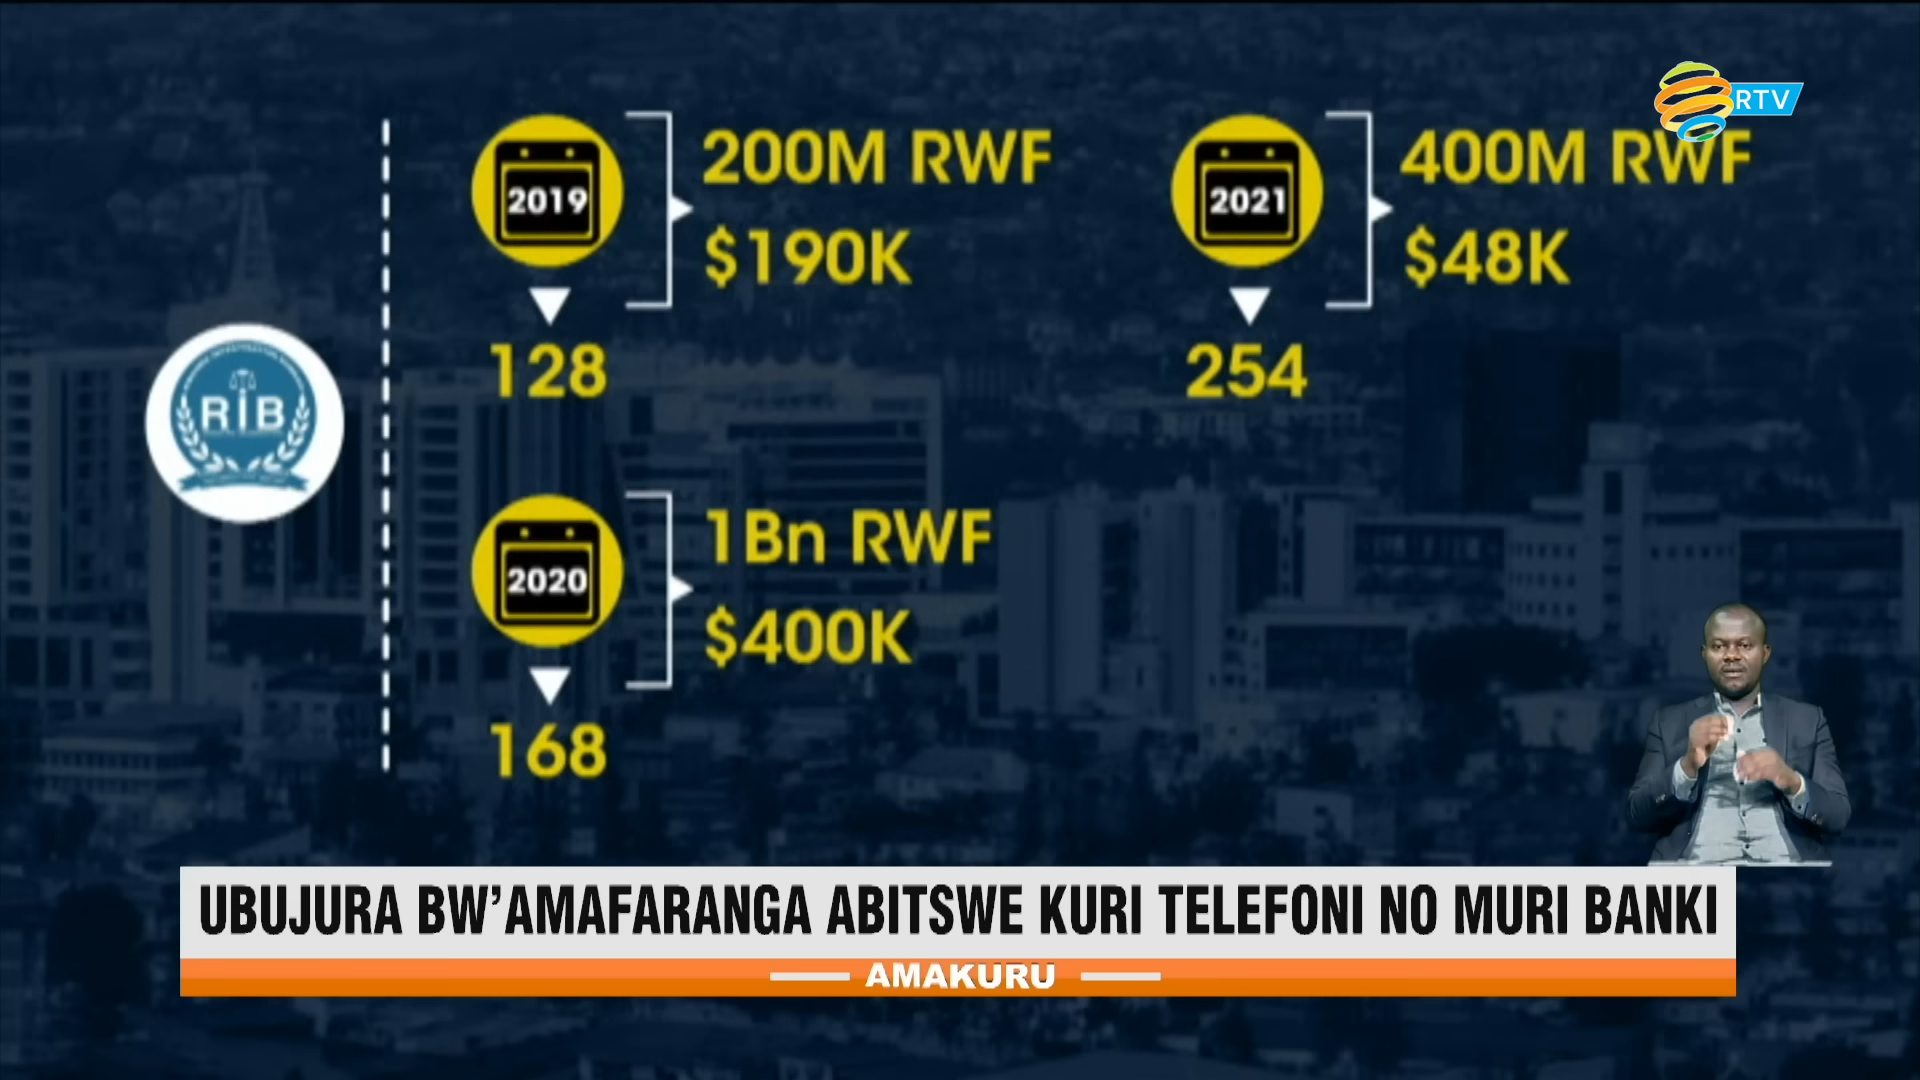 RTV
2019
200M RWF
$190K
128
2021
400M RWF
$48K
254
RIB
2020
1Bn RWF
$400K
168
UBUJURA BW'AMAFARANGA ABITSWE KURI TELEFONI NO MURI BANKI
AMAKURU